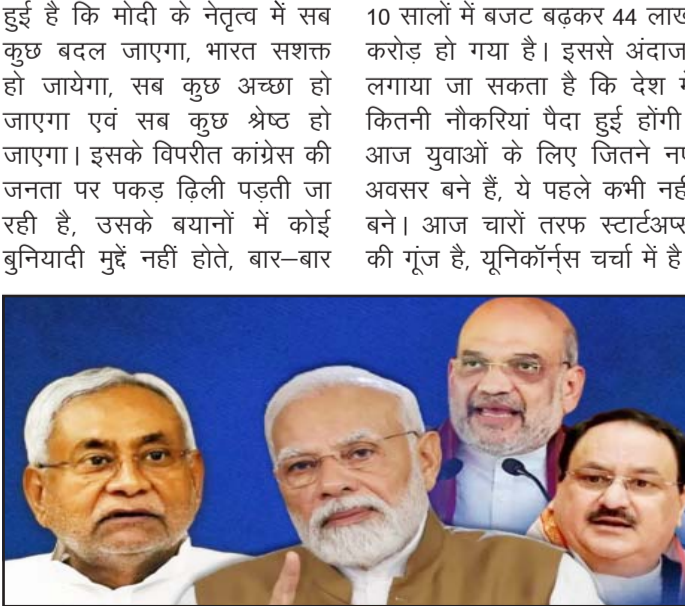 हुई है कि मोदी के नेतृत्व में सब
कुछ बदल जाएगा, भारत सशक्त
हो जायेगा, सब कुछ अच्छा हो
जाएगा एवं सब कुछ श्रेष्ठ हो
जाएगा। इसके विपरीत कांग्रेस की
जनता पर पकड़ ढ़िली पड़ती जा
रही है, उसके बयानों में कोई
बुनियादी मुद्दें नहीं होते, बार–बार
10 सालों में बजट बढ़कर 44 लाख
करोड़ हो गया है। इससे अंदाज
लगाया जा सकता है कि देश में
कितनी नौकरियां पैदा हुई होंगी
आज युवाओं के लिए जितने
अवसर बने हैं, ये पहले कभी नहीं
बने। आज चारों तरफ स्टार्टअप्स
की गूंज है, यूनिकॉर्न्स चर्चा में है